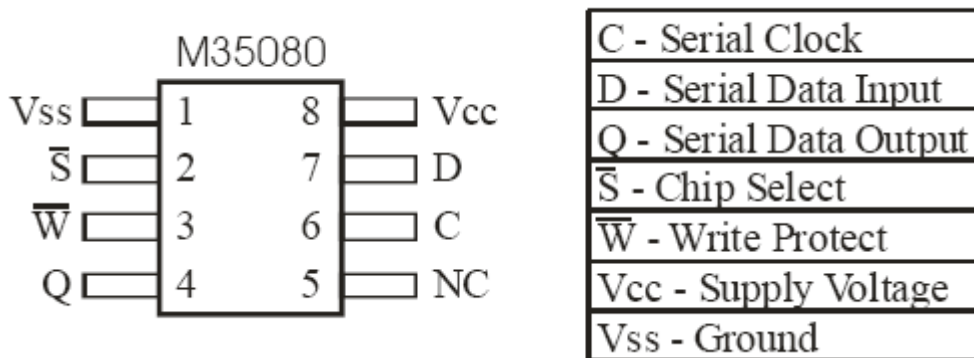 M35080
Vss 1 8 Vcc
S̅ 2 7 D
W̅ 3 6 C
Q 4 5 NC
C - Serial Clock
D - Serial Data Input
Q - Serial Data Output
S̅ - Chip Select
W̅ - Write Protect
Vcc - Supply Voltage
Vss - Ground